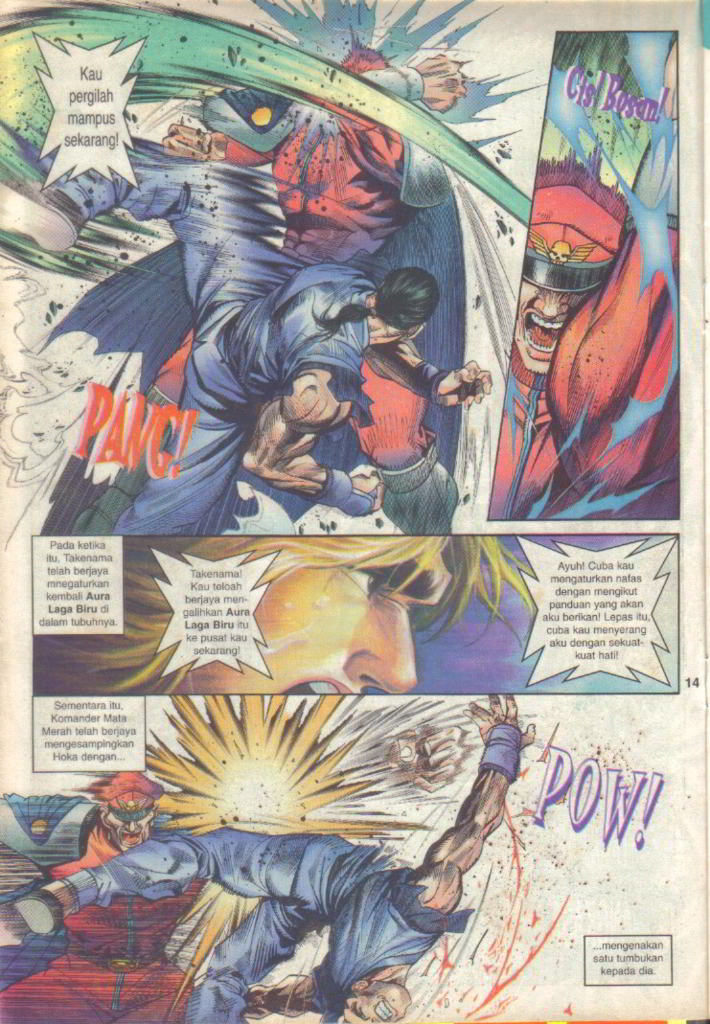 Kau
pergilah
mampus
sekarang!
Cis! Bosan!
PANG!
Pada ketika
itu, Takenama
telah berjaya
mnegaturkan
kembali Aura
Laga Biru di
dalam tubuhnya.
Takenama!
Kau teloah
berjaya men-
galihkan Aura
Laga Biru itu
ke pusat kau
sekarang!
Ayuh! Cuba kau
mengaturkan nafas
dengan mengikut
panduan yang akan
aku berikan! Lepas itu,
cuba kau menyerang
aku dengan sekuat-
kuat hati!
14
Sementara itu,
Komander Mata
Merah telah berjaya
mengesampingkan
Hoka dengan...
POW!
...mengenakan
satu tumbukan
kepada dia.